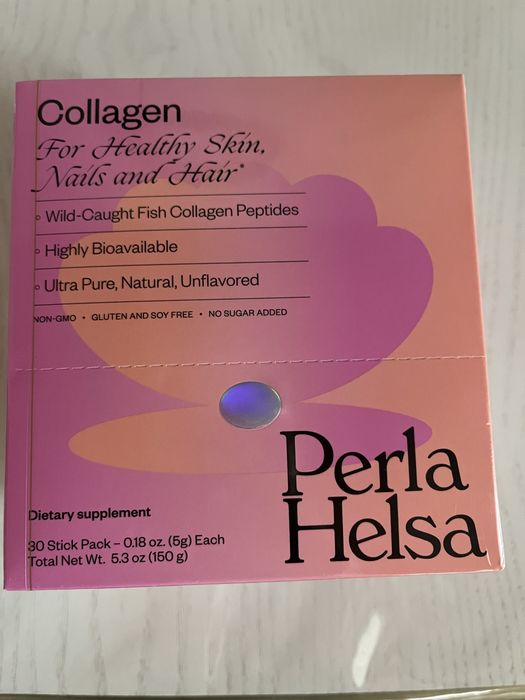 Collagen
For Healthy Skin,
Nails and Hair*
Wild-Caught Fish Collagen Peptides
Highly Bioavailable
Ultra Pure, Natural, Unflavored
NON-GMO • GLUTEN AND SOY FREE • NO SUGAR ADDED
Perla
Helsa
Dietary supplement
30 Stick Pack – 0.18 oz. (5g) Each
Total Net Wt. 5.3 oz (150 g)